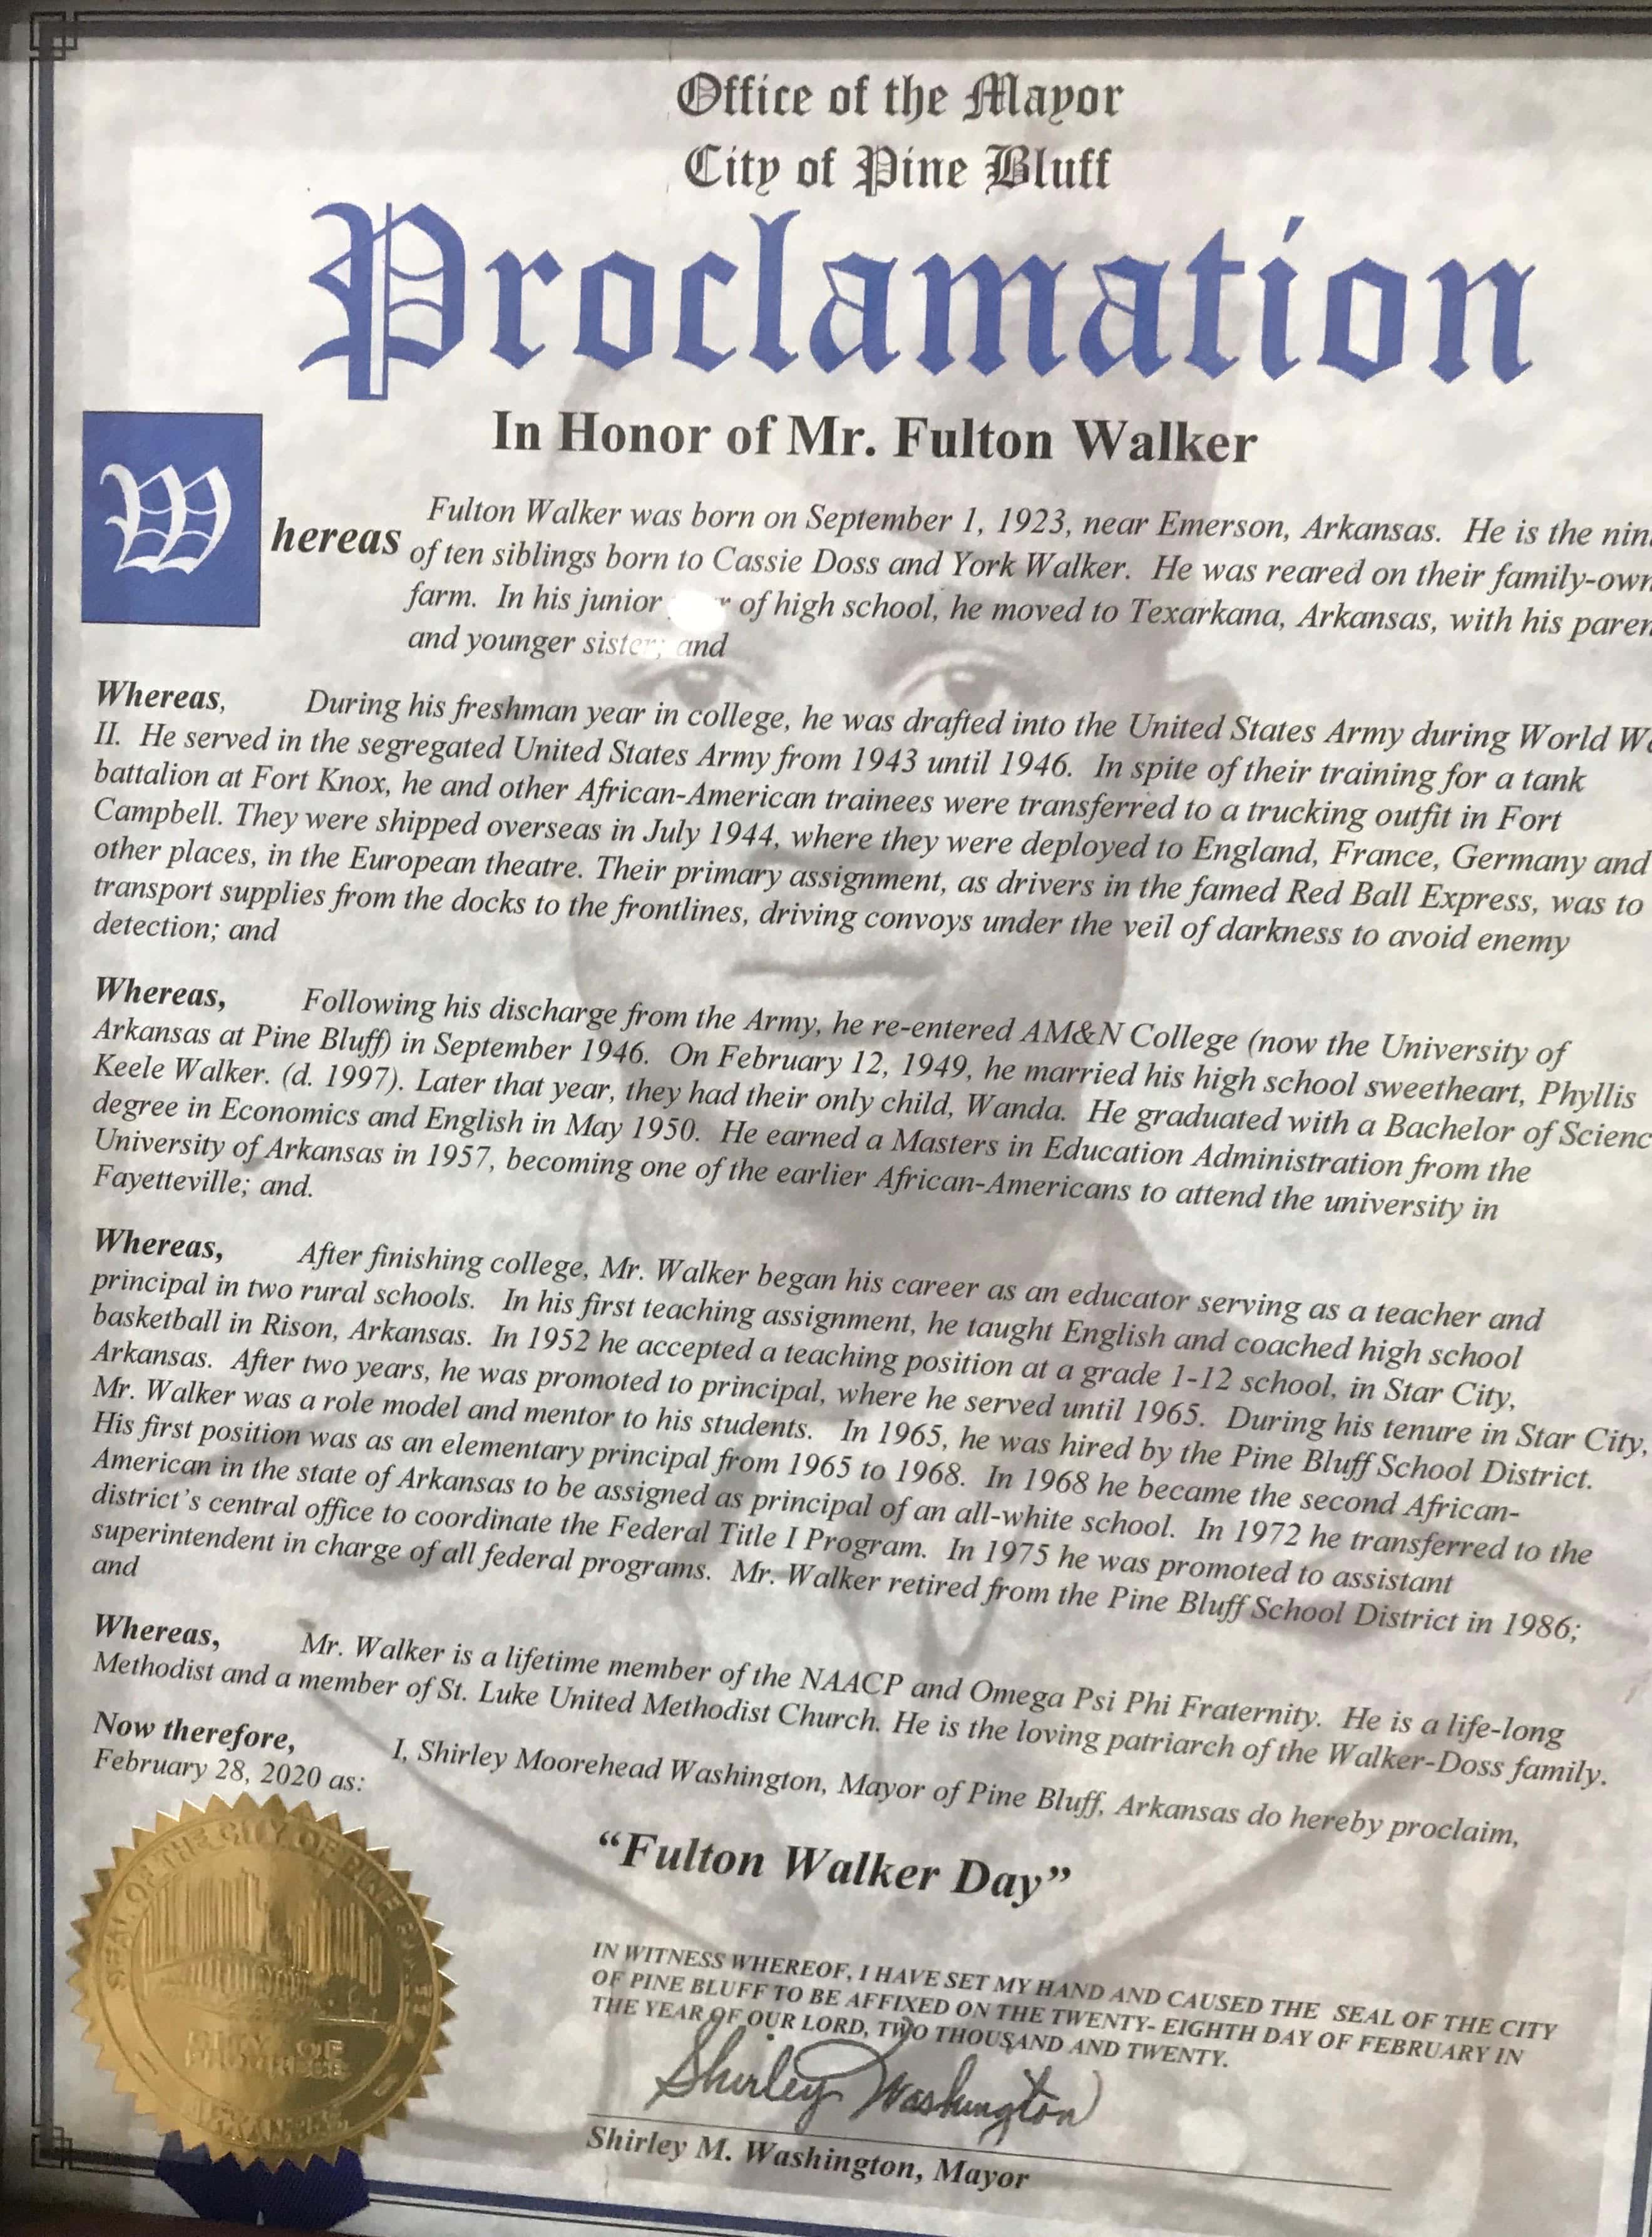 Office of the Mayor
City of Pine Bluff
Proclamation
In Honor of Mr. Fulton Walker
Whereas Fulton Walker was born on September 1, 1923, near Emerson, Arkansas. He is the nin
of ten siblings born to Cassie Doss and York Walker. He was reared on their family-own
farm. In his junior of high school, he moved to Texarkana, Arkansas, with his paren
and younger sister; and
Whereas, During his freshman year in college, he was drafted into the United States Army during World Wa
II. He served in the segregated United States Army from 1943 until 1946. In spite of their training for a tank
battalion at Fort Knox, he and other African-American trainees were transferred to a trucking outfit in Fort
Campbell. They were shipped overseas in July 1944, where they were deployed to England, France, Germany and
other places, in the European theatre. Their primary assignment, as drivers in the famed Red Ball Express, was to
transport supplies from the docks to the frontlines, driving convoys under the veil of darkness to avoid enemy
detection; and
Whereas, Following his discharge from the Army, he re-entered AM&N College (now the University of
Arkansas at Pine Bluff) in September 1946. On February 12, 1949, he married his high school sweetheart, Phyllis
Keele Walker. (d. 1997). Later that year, they had their only child, Wanda. He graduated with a Bachelor of Scienc
degree in Economics and English in May 1950. He earned a Masters in Education Administration from the
University of Arkansas in 1957, becoming one of the earlier African-Americans to attend the university in
Fayetteville; and.
Whereas, After finishing college, Mr. Walker began his career as an educator serving as a teacher and
principal in two rural schools. In his first teaching assignment, he taught English and coached high school
basketball in Rison, Arkansas. In 1952 he accepted a teaching position at a grade 1-12 school, in Star City,
Arkansas. After two years, he was promoted to principal, where he served until 1965. During his tenure in Star City,
Mr. Walker was a role model and mentor to his students. In 1965, he was hired by the Pine Bluff School District.
His first position was as an elementary principal from 1965 to 1968. In 1968 he became the second African-
American in the state of Arkansas to be assigned as principal of an all-white school. In 1972 he transferred to the
district's central office to coordinate the Federal Title I Program. In 1975 he was promoted to assistant
superintendent in charge of all federal programs. Mr. Walker retired from the Pine Bluff School District in 1986;
and
Whereas, Mr. Walker is a lifetime member of the NAACP and Omega Psi Phi Fraternity. He is a life-long
Methodist and a member of St. Luke United Methodist Church. He is the loving patriarch of the Walker-Doss family.
Now therefore, I, Shirley Moorehead Washington, Mayor of Pine Bluff, Arkansas do hereby proclaim,
February 28, 2020 as:
"Fulton Walker Day"
SEAL OF THE CITY OF PINE BLUFF
CITY OF
PROGRESS
ARKANSAS
IN WITNESS WHEREOF, I HAVE SET MY HAND AND CAUSED THE SEAL OF THE CITY
OF PINE BLUFF TO BE AFFIXED ON THE TWENTY- EIGHTH DAY OF FEBRUARY IN
THE YEAR OF OUR LORD, TWO THOUSAND AND TWENTY.
Shirley Washington
Shirley M. Washington, Mayor